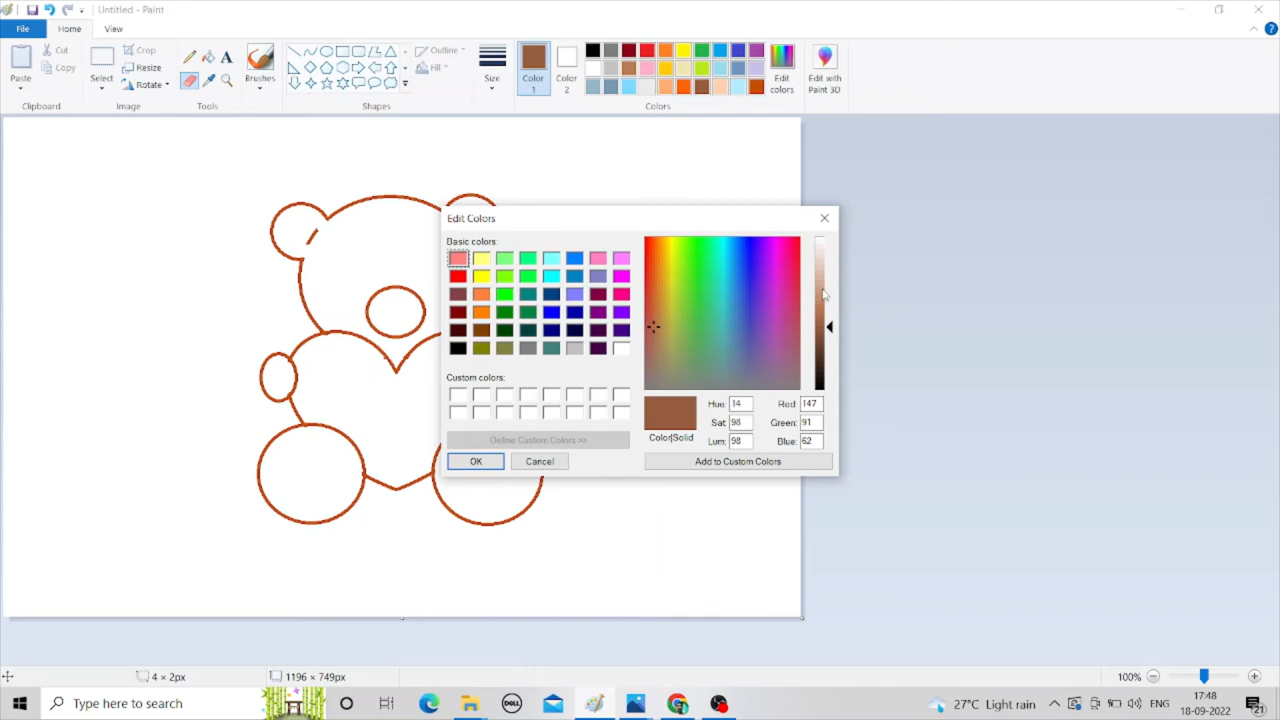 Untitled - Paint
File Home View
Paste
Cut
Copy
Clipboard
Select
Crop
Resize
Rotate
Image
Tools
Brushes
Outline
Fill
Shapes
Size
Color 1
Color 2
Edit colors
Edit with Paint 3D
Colors
Edit Colors
Basic colors:
Custom colors:
Define Custom Colors >>
OK Cancel
Color|Solid
Hue: 14 Red: 147
Sat: 98 Green: 91
Lum: 98 Blue: 62
Add to Custom Colors
4 × 2px 1196 × 749px 100%
Type here to search
DELL
27°C Light rain
ENG
17:48
18-09-2022
21